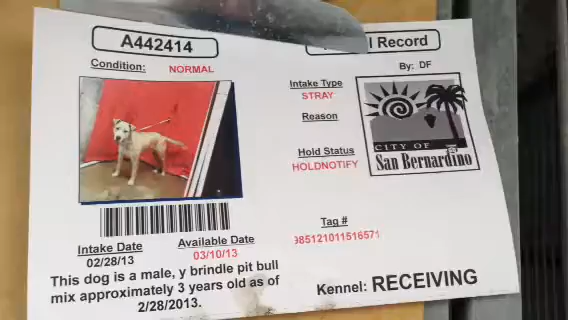 A442414
Record
By: DF
Condition: NORMAL
Intake Type
STRAY
Reason
Hold Status
HOLDNOTIFY
CITY OF
San Bernardino
Tag #
985121011516571
Intake Date
02/28/13
Available Date
03/10/13
This dog is a male, y brindle pit bull
mix approximately 3 years old as of
2/28/2013.
Kennel: RECEIVING